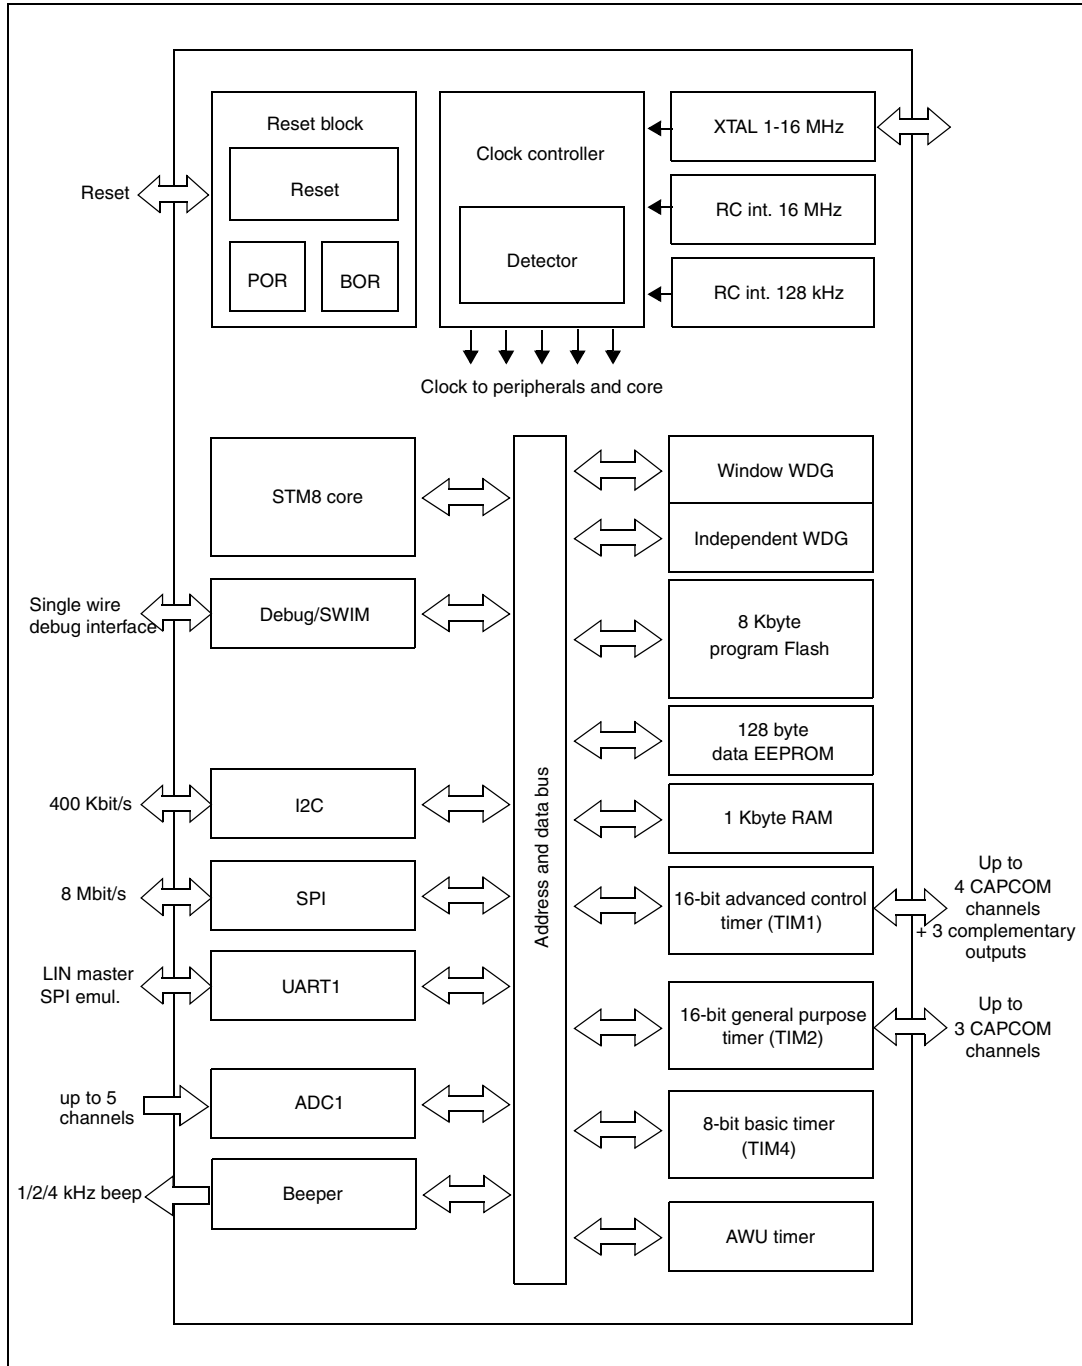 Reset block
Reset
Reset
POR
BOR
Clock controller
Detector
XTAL 1-16 MHz
RC int. 16 MHz
RC int. 128 kHz
Clock to peripherals and core
STM8 core
Single wire
debug interface
Debug/SWIM
400 Kbit/s
I2C
8 Mbit/s
SPI
LIN master
SPI emul.
UART1
up to 5
channels
ADC1
1/2/4 kHz beep
Beeper
Address and data bus
Window WDG
Independent WDG
8 Kbyte
program Flash
128 byte
data EEPROM
1 Kbyte RAM
16-bit advanced control
timer (TIM1)
Up to
4 CAPCOM
channels
+ 3 complementary
outputs
16-bit general purpose
timer (TIM2)
Up to
3 CAPCOM
channels
8-bit basic timer
(TIM4)
AWU timer